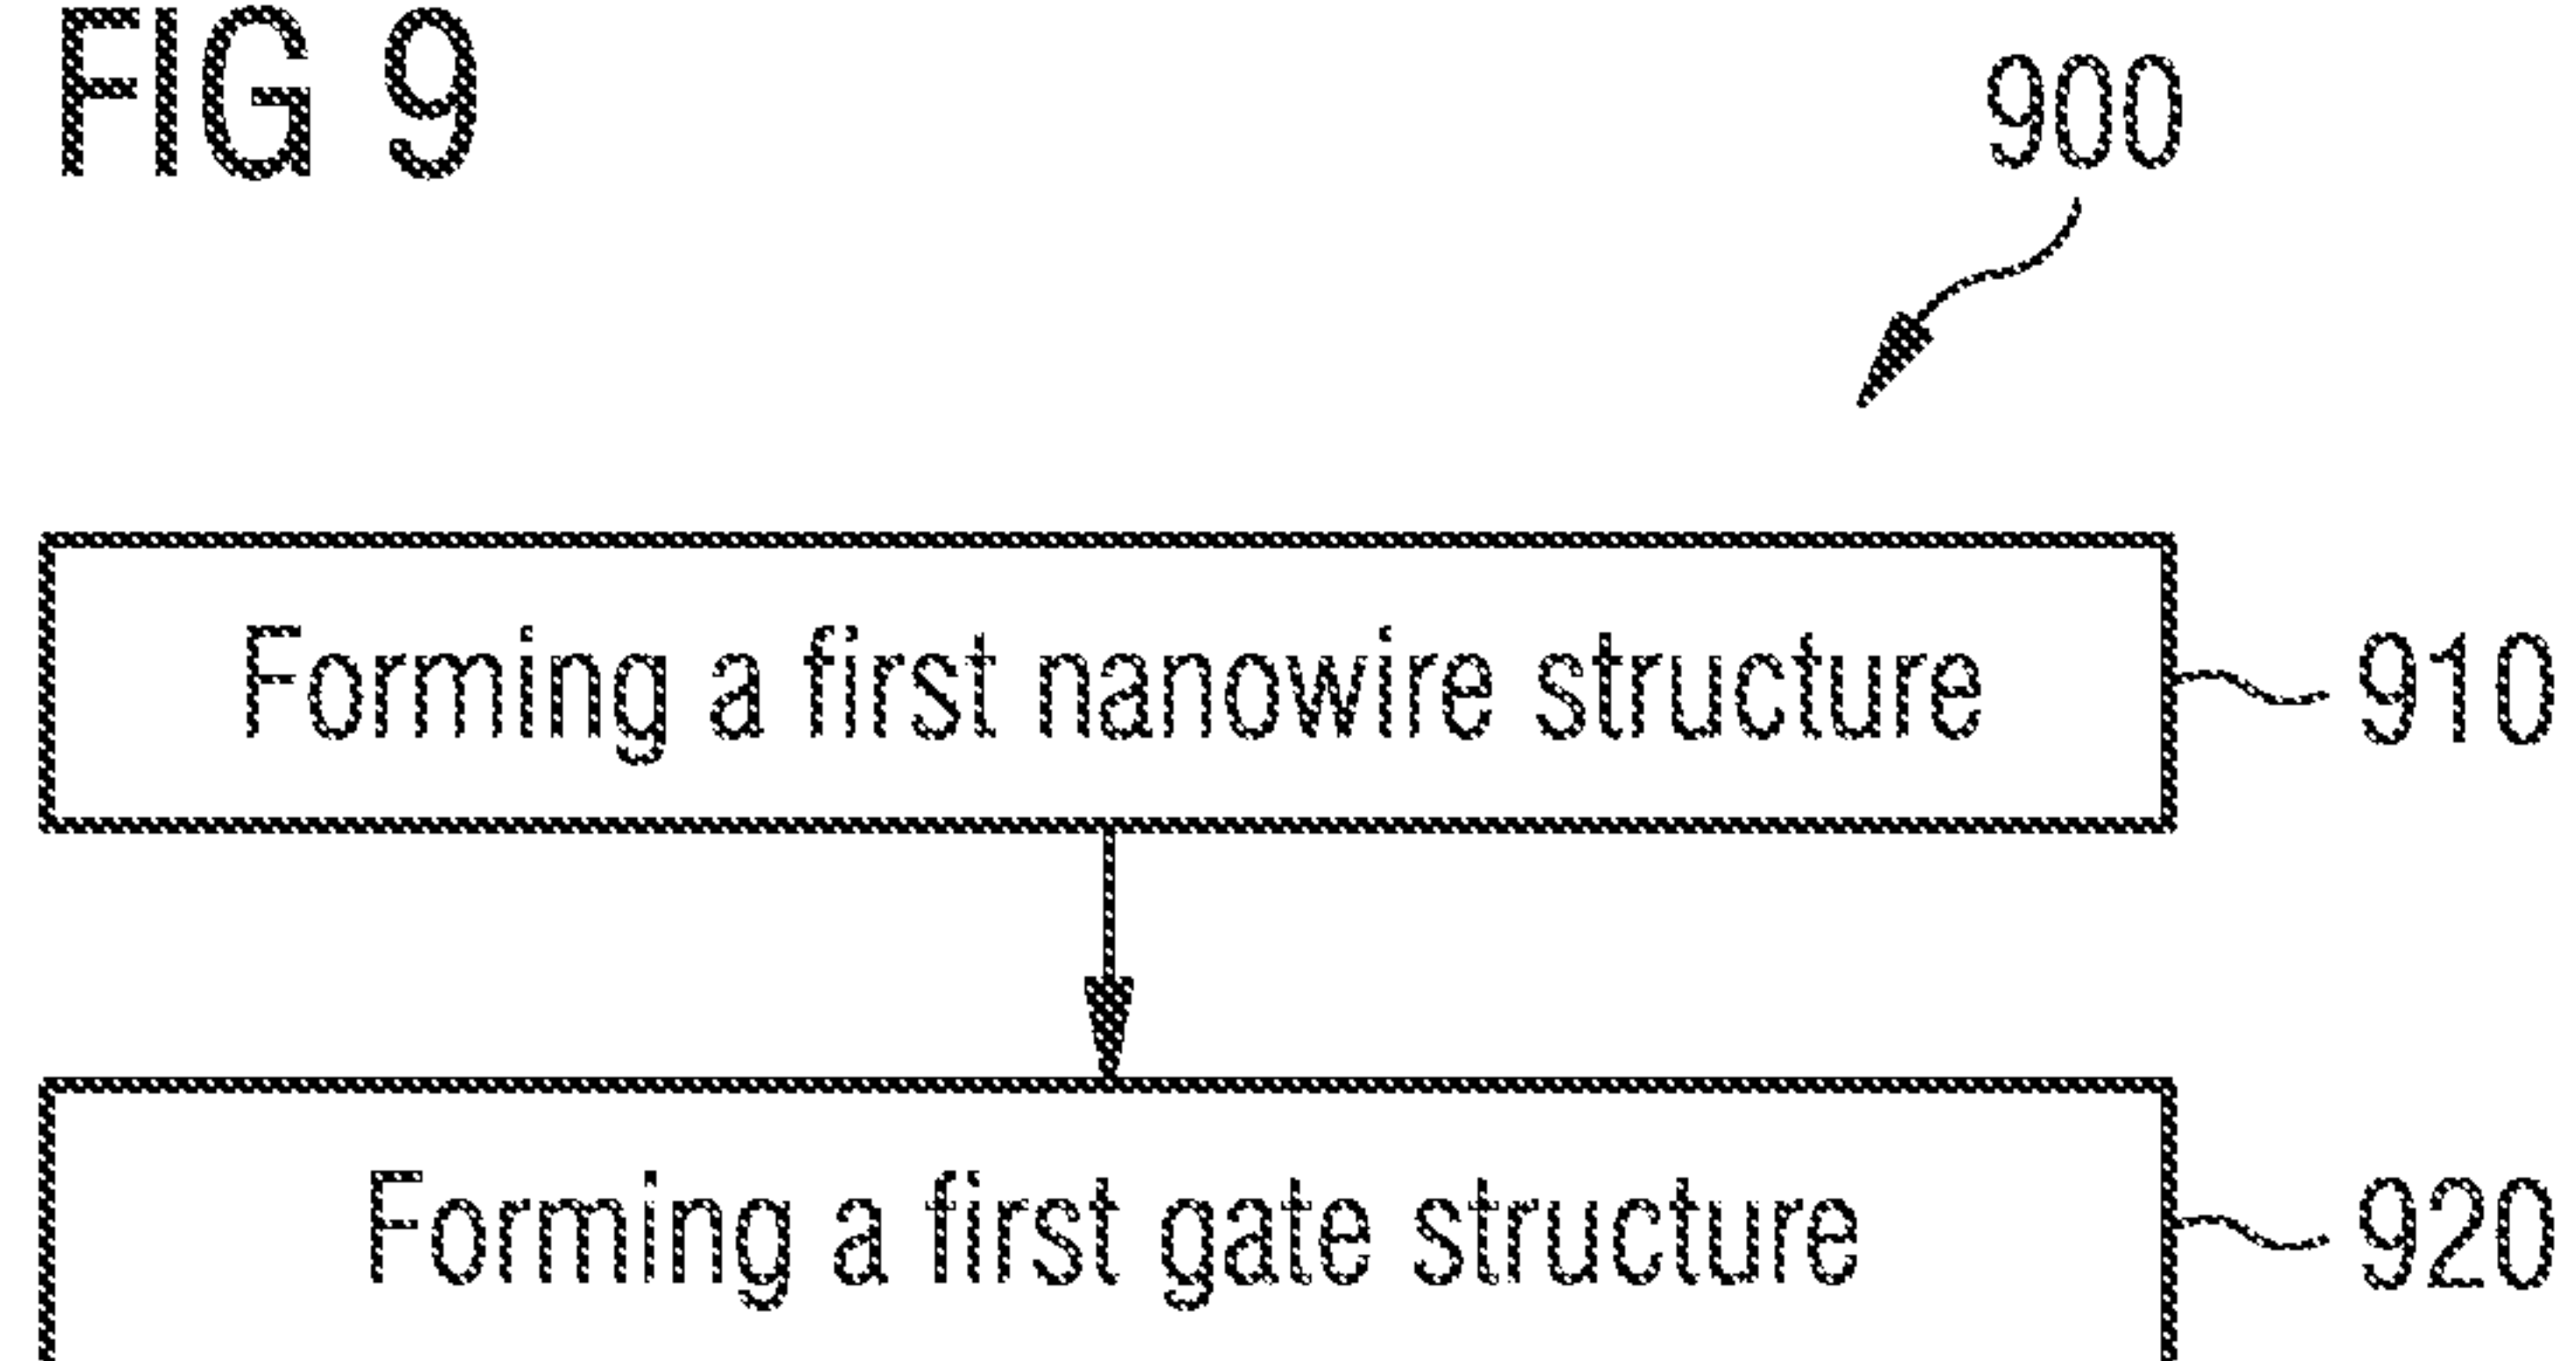 FIG 9
900
Forming a first nanowire structure
910
Forming a first gate structure
920